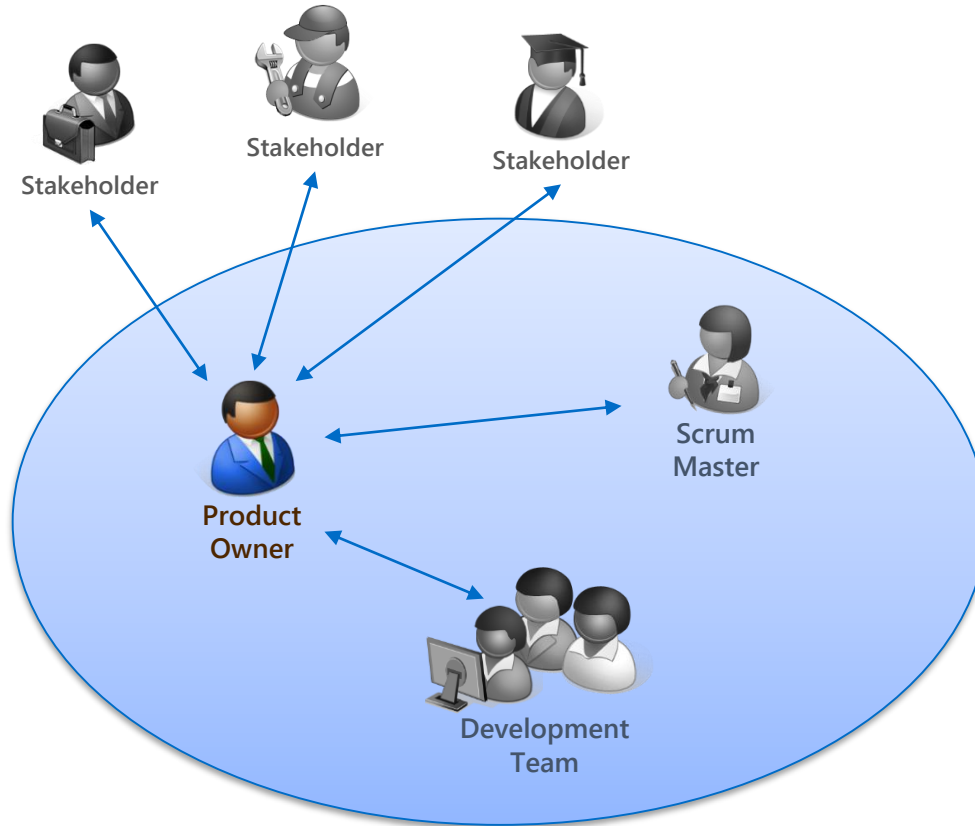 Stakeholder
Stakeholder
Stakeholder
Scrum
Master
Product
Owner
Development
Team